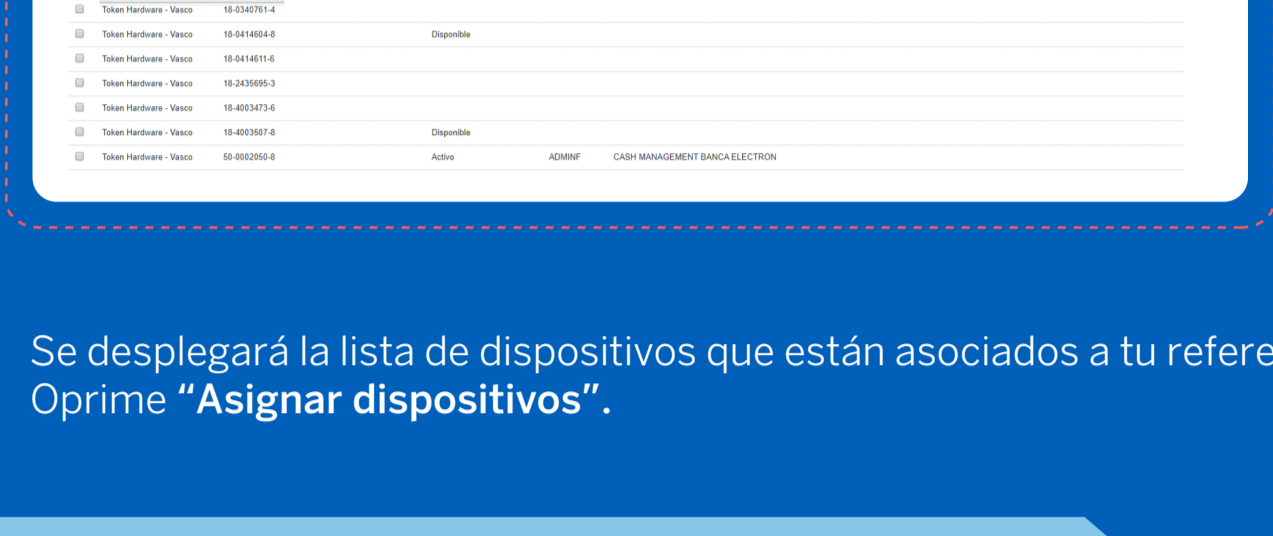 Token Hardware - Vasco 18-0340761-4
Token Hardware - Vasco 18-0414604-8 Disponible
Token Hardware - Vasco 18-0414611-6
Token Hardware - Vasco 18-2435695-3
Token Hardware - Vasco 18-4003473-6
Token Hardware - Vasco 18-4003507-8 Disponible
Token Hardware - Vasco 50-0002050-8 Activo ADMINF CASH MANAGEMENT BANCA ELECTRON
Se desplegará la lista de dispositivos que están asociados a tu refere
Oprime “Asignar dispositivos”.